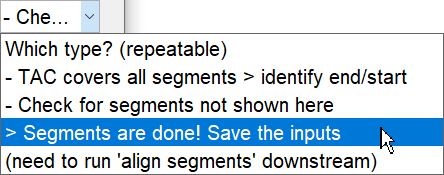 - Che...
Which type? (repeatable)
- TAC covers all segments > identify end/start
- Check for segments not shown here
> Segments are done! Save the inputs
(need to run 'align segments' downstream)